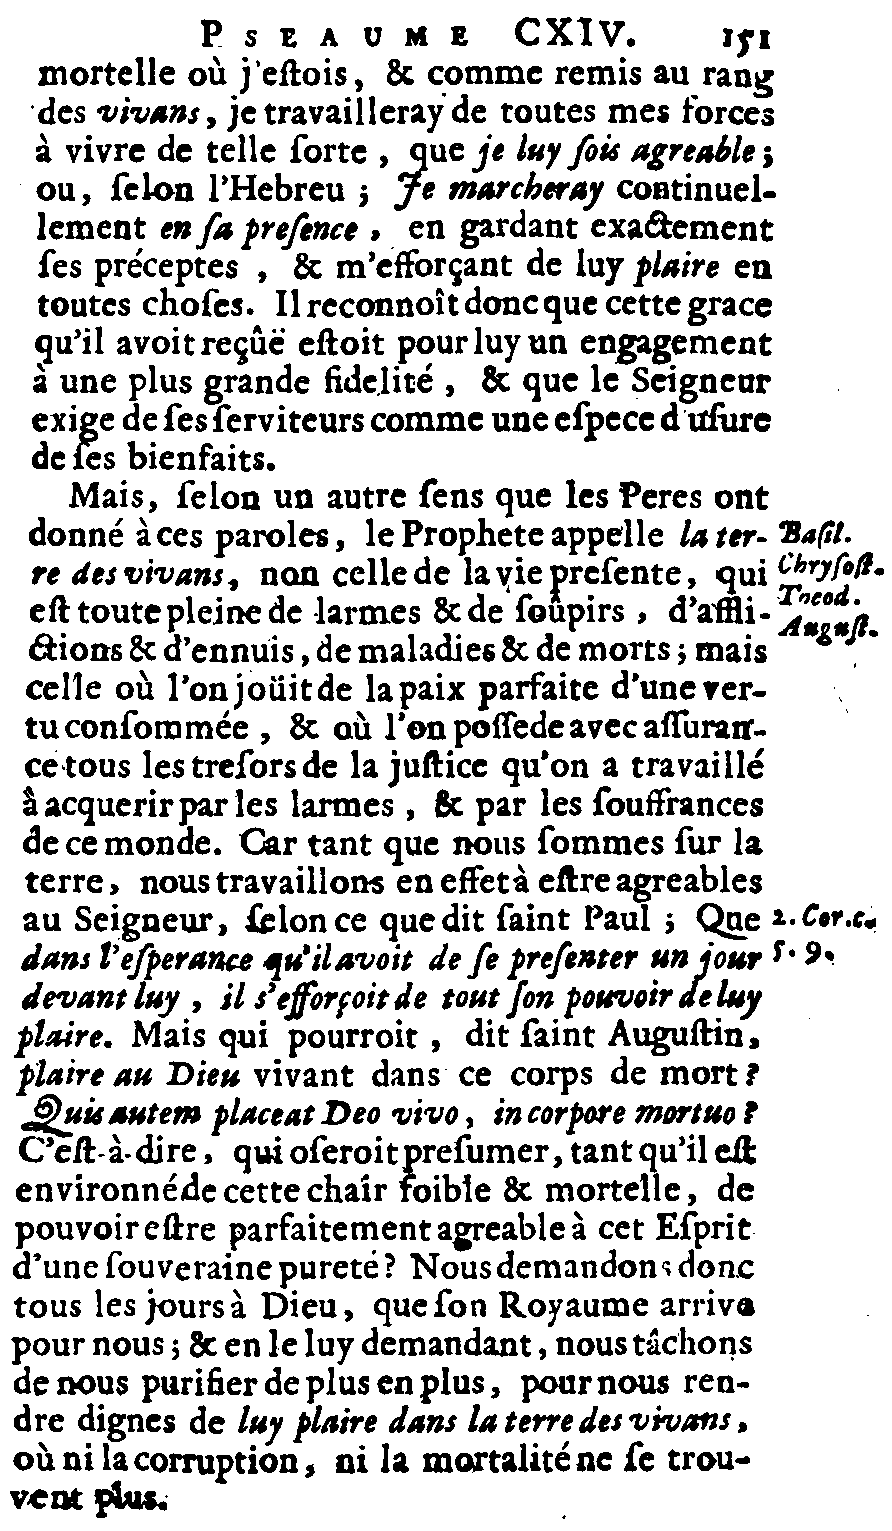 PSEAUME CXIV. 151
mortelle où j'eſtois, & comme remis au rang
des vivans, je travailleray de toutes mes forces
à vivre de telle ſorte, que je luy ſois agreable;
ou, ſelon l'Hebreu; Je marcheray continuel-
lement en ſa preſence, en gardant exactement
ſes préceptes, & m'efforçant de luy plaire en
toutes choſes. Il reconnoît donc que cette grace
qu'il avoit reçûë eſtoit pour luy un engagement
à une plus grande fidelité, & que le Seigneur
exige de ſes ſerviteurs comme une eſpece d'uſure
de ſes bienfaits.
Mais, ſelon un autre ſens que les Peres ont
donné à ces paroles, le Prophete appelle la ter- Baſil.
re des vivans, non celle de la vie preſente, qui Chryſoſt.
eſt toute pleine de larmes & de ſoûpirs, d'affli- Theod.
ctions & d'ennuis, de maladies & de morts; mais Auguſt.
celle où l'on joüit de la paix parfaite d'une ver-
tu conſommée, & où l'on poſſede avec aſſuran-
ce tous les treſors de la juſtice qu'on a travaillé
à acquerir par les larmes, & par les ſouffrances
de ce monde. Car tant que nous ſommes ſur la
terre, nous travaillons en effet à eſtre agreables
au Seigneur, ſelon ce que dit ſaint Paul; Que 2. Cor. c.
dans l'eſperance qu'il avoit de ſe preſenter un jour 5. 9.
devant luy, il s'efforçoit de tout ſon pouvoir de luy
plaire. Mais qui pourroit, dit ſaint Auguſtin,
plaire au Dieu vivant dans ce corps de mort?
Quis autem placeat Deo vivo, in corpore mortuo?
C'eſt-à-dire, qui oſeroit preſumer, tant qu'il eſt
environné de cette chair foible & mortelle, de
pouvoir eſtre parfaitement agreable à cet Eſprit
d'une ſouveraine pureté? Nous demandons donc
tous les jours à Dieu, que ſon Royaume arrive
pour nous; & en le luy demandant, nous tâchons
de nous purifier de plus en plus, pour nous ren-
dre dignes de luy plaire dans la terre des vivans,
où ni la corruption, ni la mortalité ne ſe trou-
vent plus.